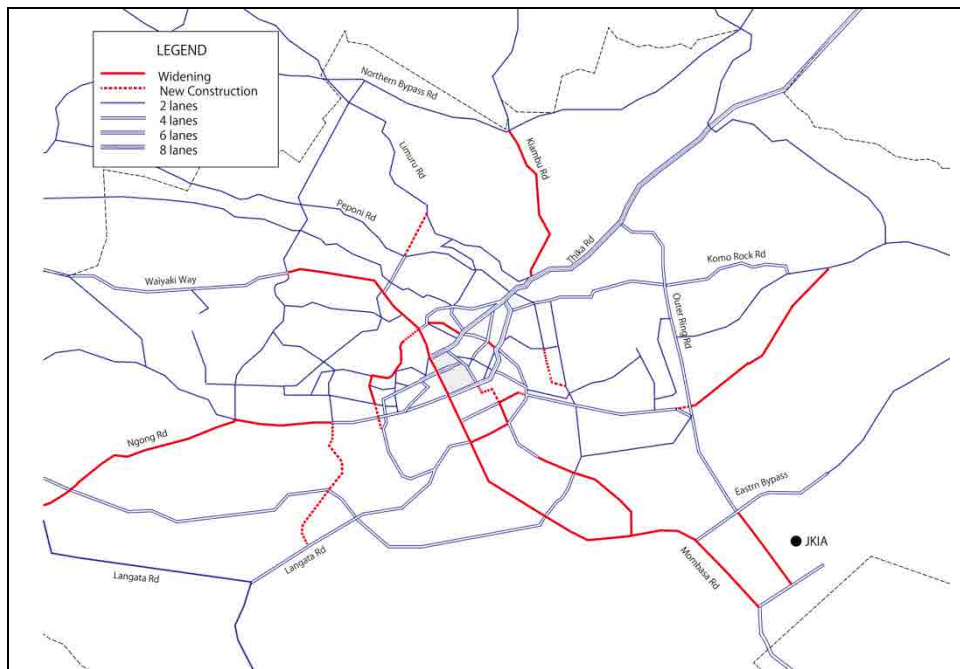 LEGEND
Widening
New Construction
2 lanes
4 lanes
6 lanes
8 lanes
Northern Bypass Rd
Limuru Rd
Kiambu Rd
Peponi Rd
Thika Rd
Komo Rock Rd
Waiyaki Way
Outer Ring Rd
Ngong Rd
Eastrn Bypass
JKIA
Langata Rd
Langata Rd
Mombasa Rd